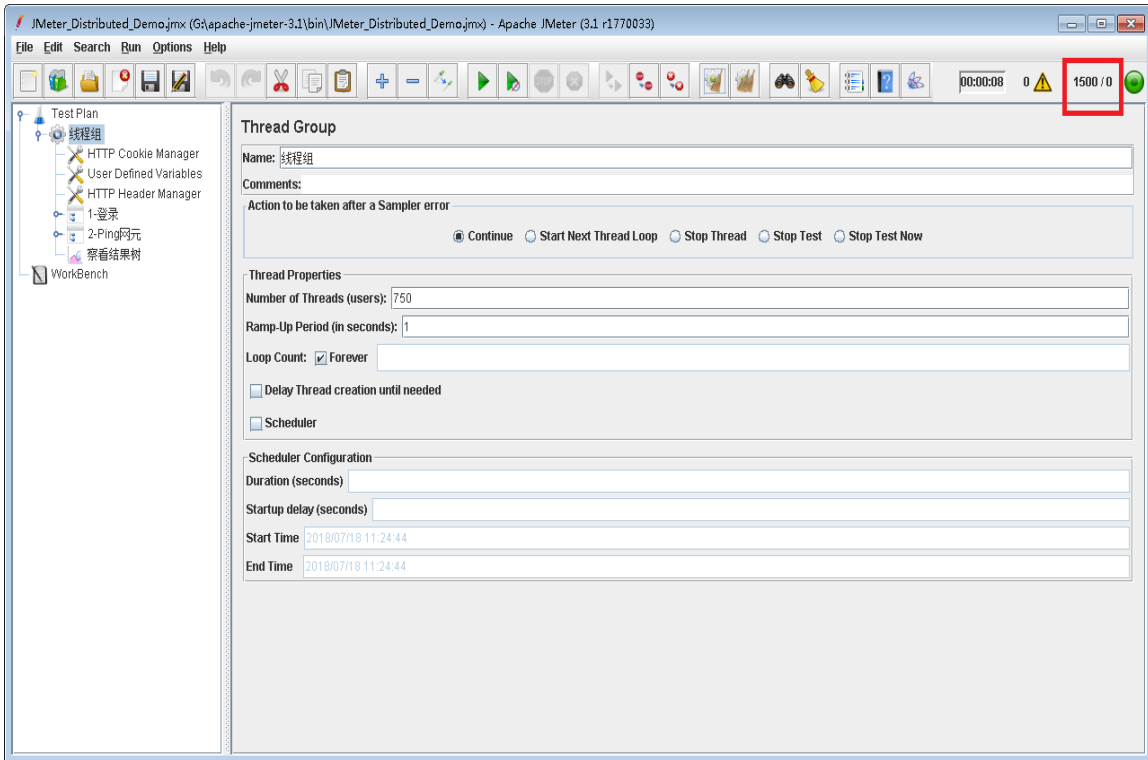 JMeter_Distributed_Demo.jmx (G:\apache-jmeter-3.1\bin\JMeter_Distributed_Demo.jmx) - Apache JMeter (3.1 r1770033)
File Edit Search Run Options Help
00:00:08 0 1500 / 0
Test Plan
线程组
HTTP Cookie Manager
User Defined Variables
HTTP Header Manager
1-登录
2-Ping网元
察看结果树
WorkBench
Thread Group
Name: 线程组
Comments:
Action to be taken after a Sampler error
Continue Start Next Thread Loop Stop Thread Stop Test Stop Test Now
Thread Properties
Number of Threads (users): 750
Ramp-Up Period (in seconds): 1
Loop Count: Forever
Delay Thread creation until needed
Scheduler
Scheduler Configuration
Duration (seconds)
Startup delay (seconds)
Start Time 2018/07/18 11:24:44
End Time 2018/07/18 11:24:44